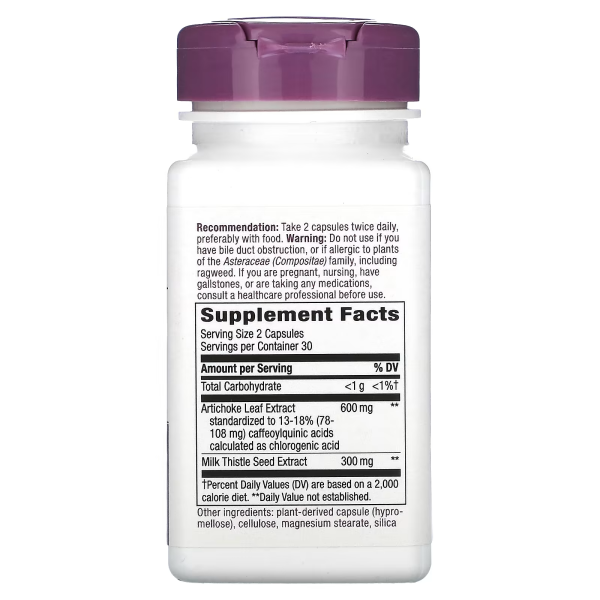 Recommendation: Take 2 capsules twice daily,
preferably with food. Warning: Do not use if you
have bile duct obstruction, or if allergic to plants
of the Asteraceae (Compositae) family, including
ragweed. If you are pregnant, nursing, have
gallstones, or are taking any medications,
consult a healthcare professional before use.
Supplement Facts
Serving Size 2 Capsules
Servings per Container 30
Amount per Serving % DV
Total Carbohydrate <1 g <1%†
Artichoke Leaf Extract 600 mg **
standardized to 13-18% (78-
108 mg) caffeoylquinic acids
calculated as chlorogenic acid
Milk Thistle Seed Extract 300 mg **
†Percent Daily Values (DV) are based on a 2,000
calorie diet. **Daily Value not established.
Other ingredients: plant-derived capsule (hypro-
mellose), cellulose, magnesium stearate, silica